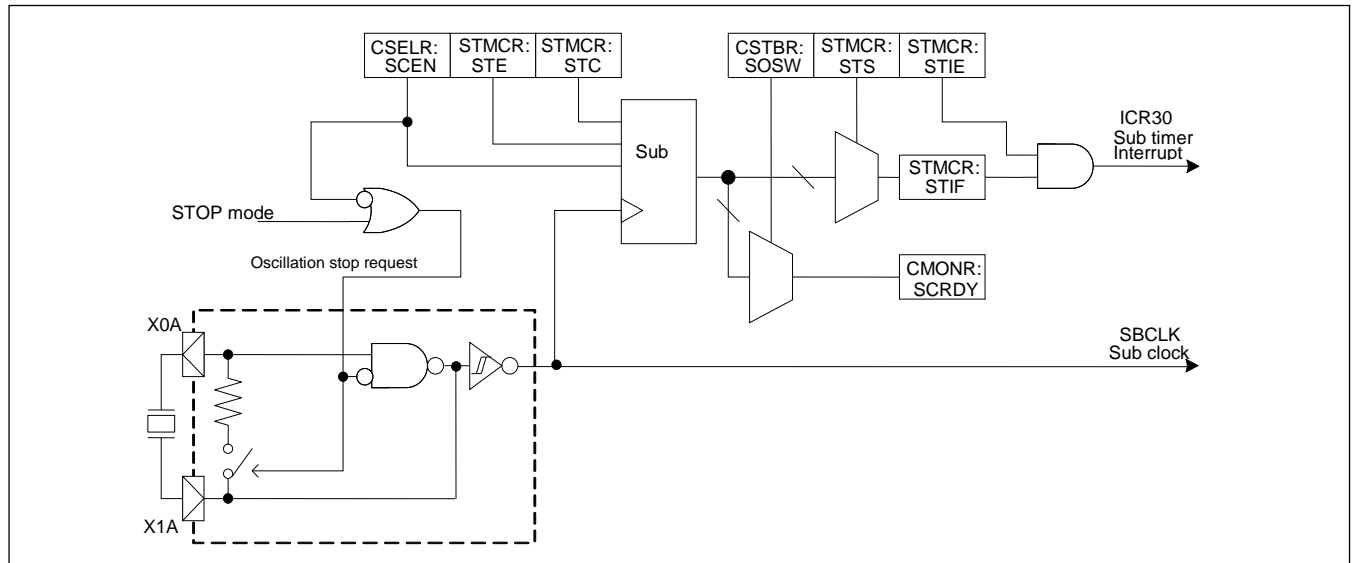 CSELR: STMCR: STMCR: CSTBR: STMCR: STMCR:
SCEN STE STC SOSW STS STIE
ICR30
Sub timer
Interrupt
Sub
STMCR:
STIF
STOP mode
Oscillation stop request
CMONR:
SCRDY
X0A
SBCLK
Sub clock
X1A